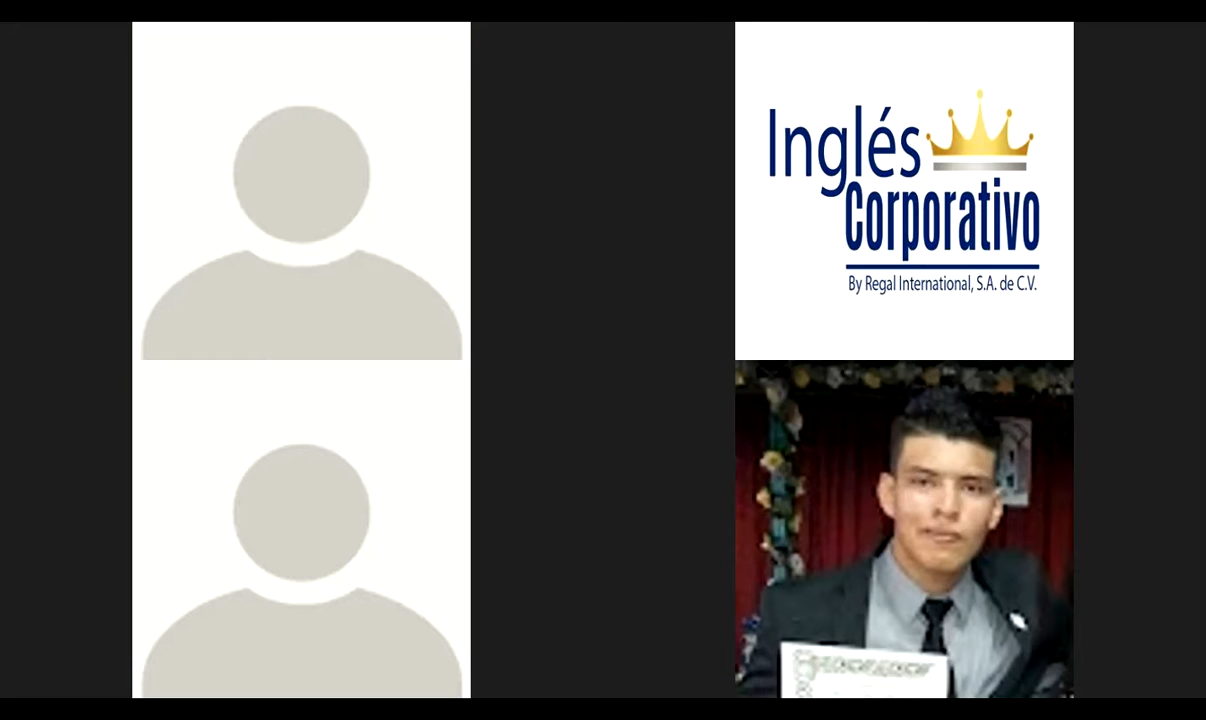 Inglés
Corporativo
By Regal International, S.A. de C.V.